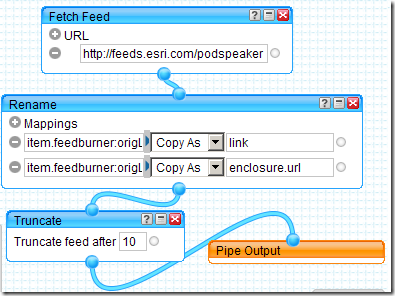 Fetch Feed
URL
http://feeds.esri.com/podspeaker
Rename
Mappings
item.feedburner:origL Copy As link
item.feedburner:origL Copy As enclosure.url
Truncate
Truncate feed after 10
Pipe Output